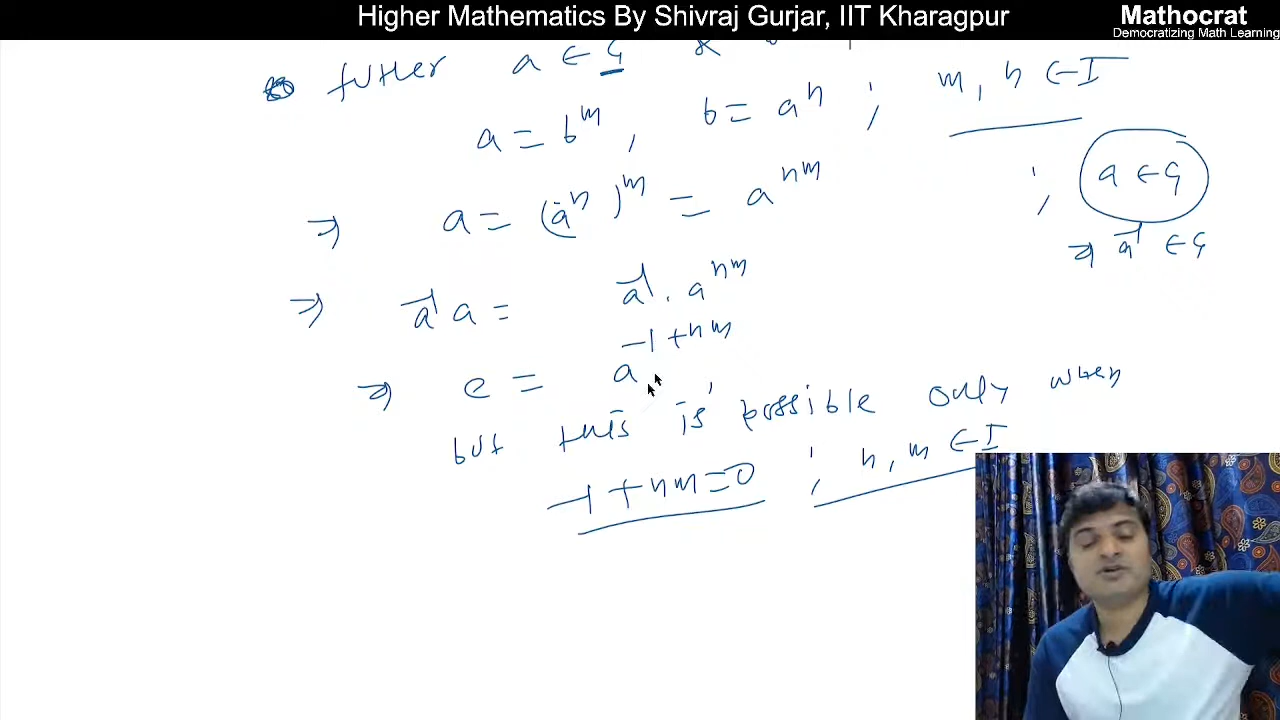 Higher Mathematics By Shivraj Gurjar, IIT Kharagpur
Mathocrat
Democratizing Math Learning
futher a ∈ G &
a = b^m , b = a^n ; m, n ∈ I
⇒ a = (a^n)^m = a^{nm} ; a ∈ G
⇒ a^{-1} ∈ G
⇒ a^{-1} a = a^{-1} . a^{nm}
⇒ e = a^{-1+nm} ,
but this is possible only when
-1 + nm = 0 ; n, m ∈ I